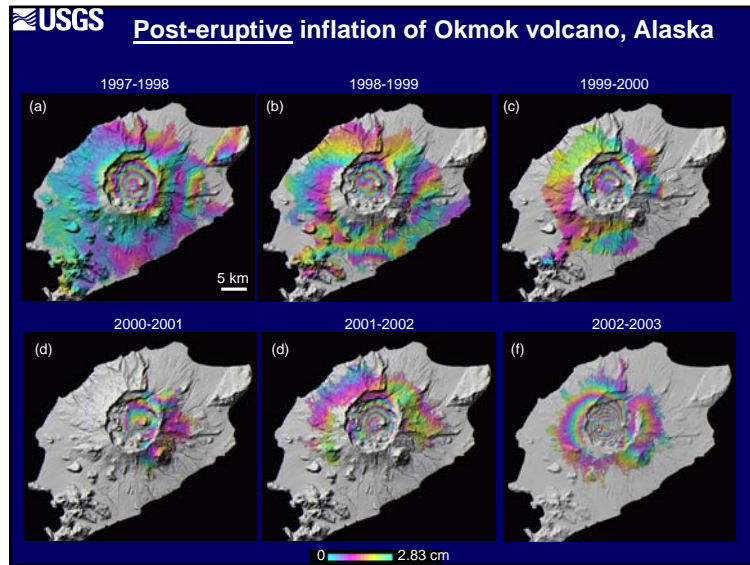 USGS
Post-eruptive inflation of Okmok volcano, Alaska
1997-1998
1998-1999
1999-2000
(a)
(b)
(c)
5 km
2000-2001
2001-2002
2002-2003
(d)
(d)
(f)
0
2.83 cm